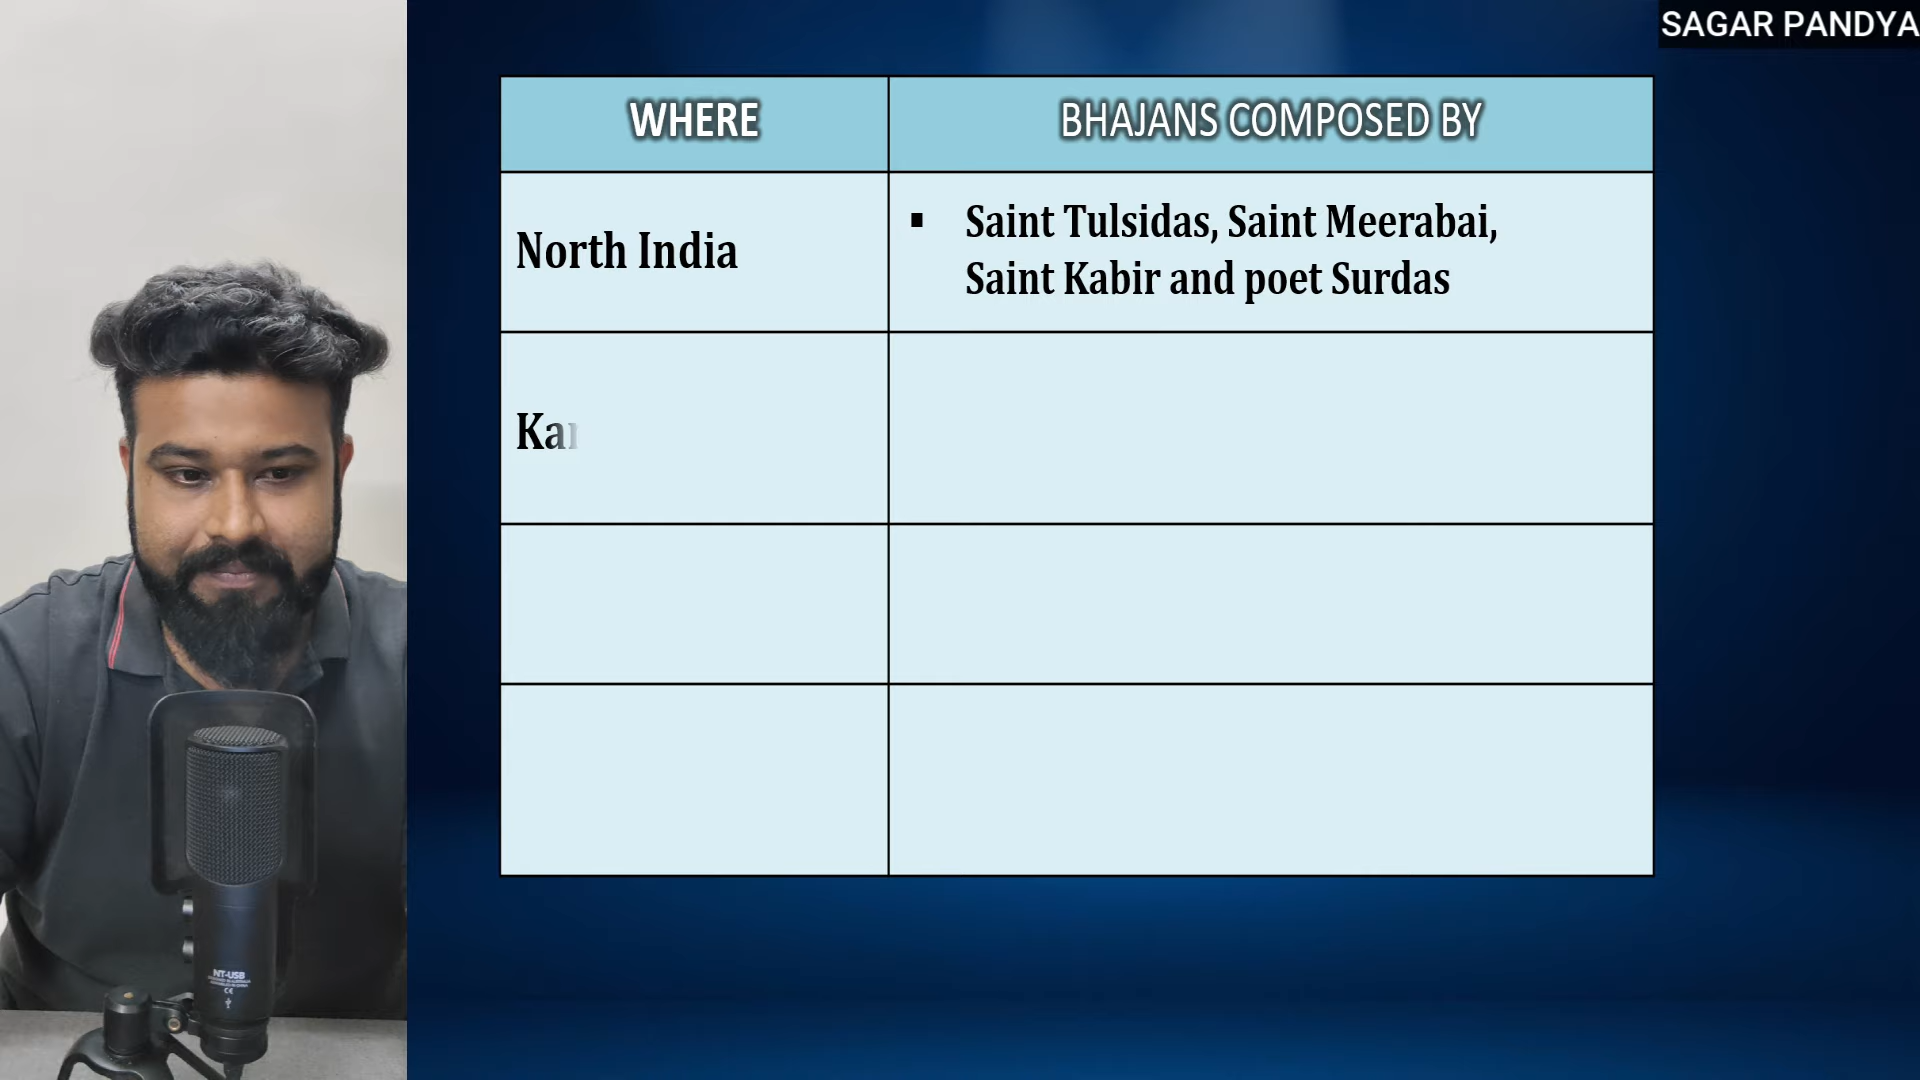 SAGAR PANDYA
WHERE
BHAJANS COMPOSED BY
North India
▪ Saint Tulsidas, Saint Meerabai,
Saint Kabir and poet Surdas
Kar
NT-USB